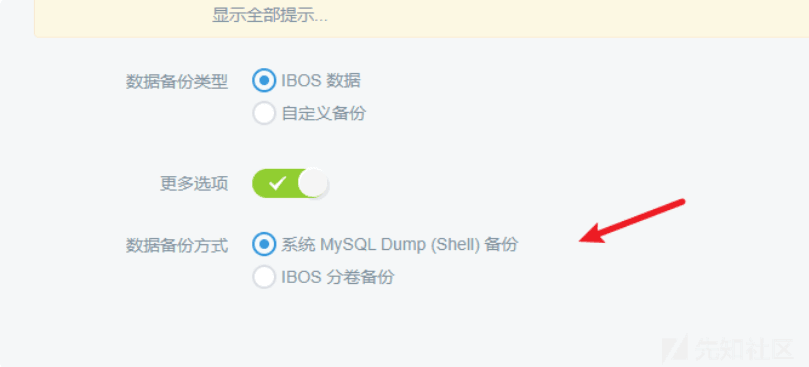 显示全部提示...
数据备份类型 IBOS 数据
自定义备份
更多选项
数据备份方式 系统 MySQL Dump (Shell) 备份
IBOS 分卷备份
先知社区